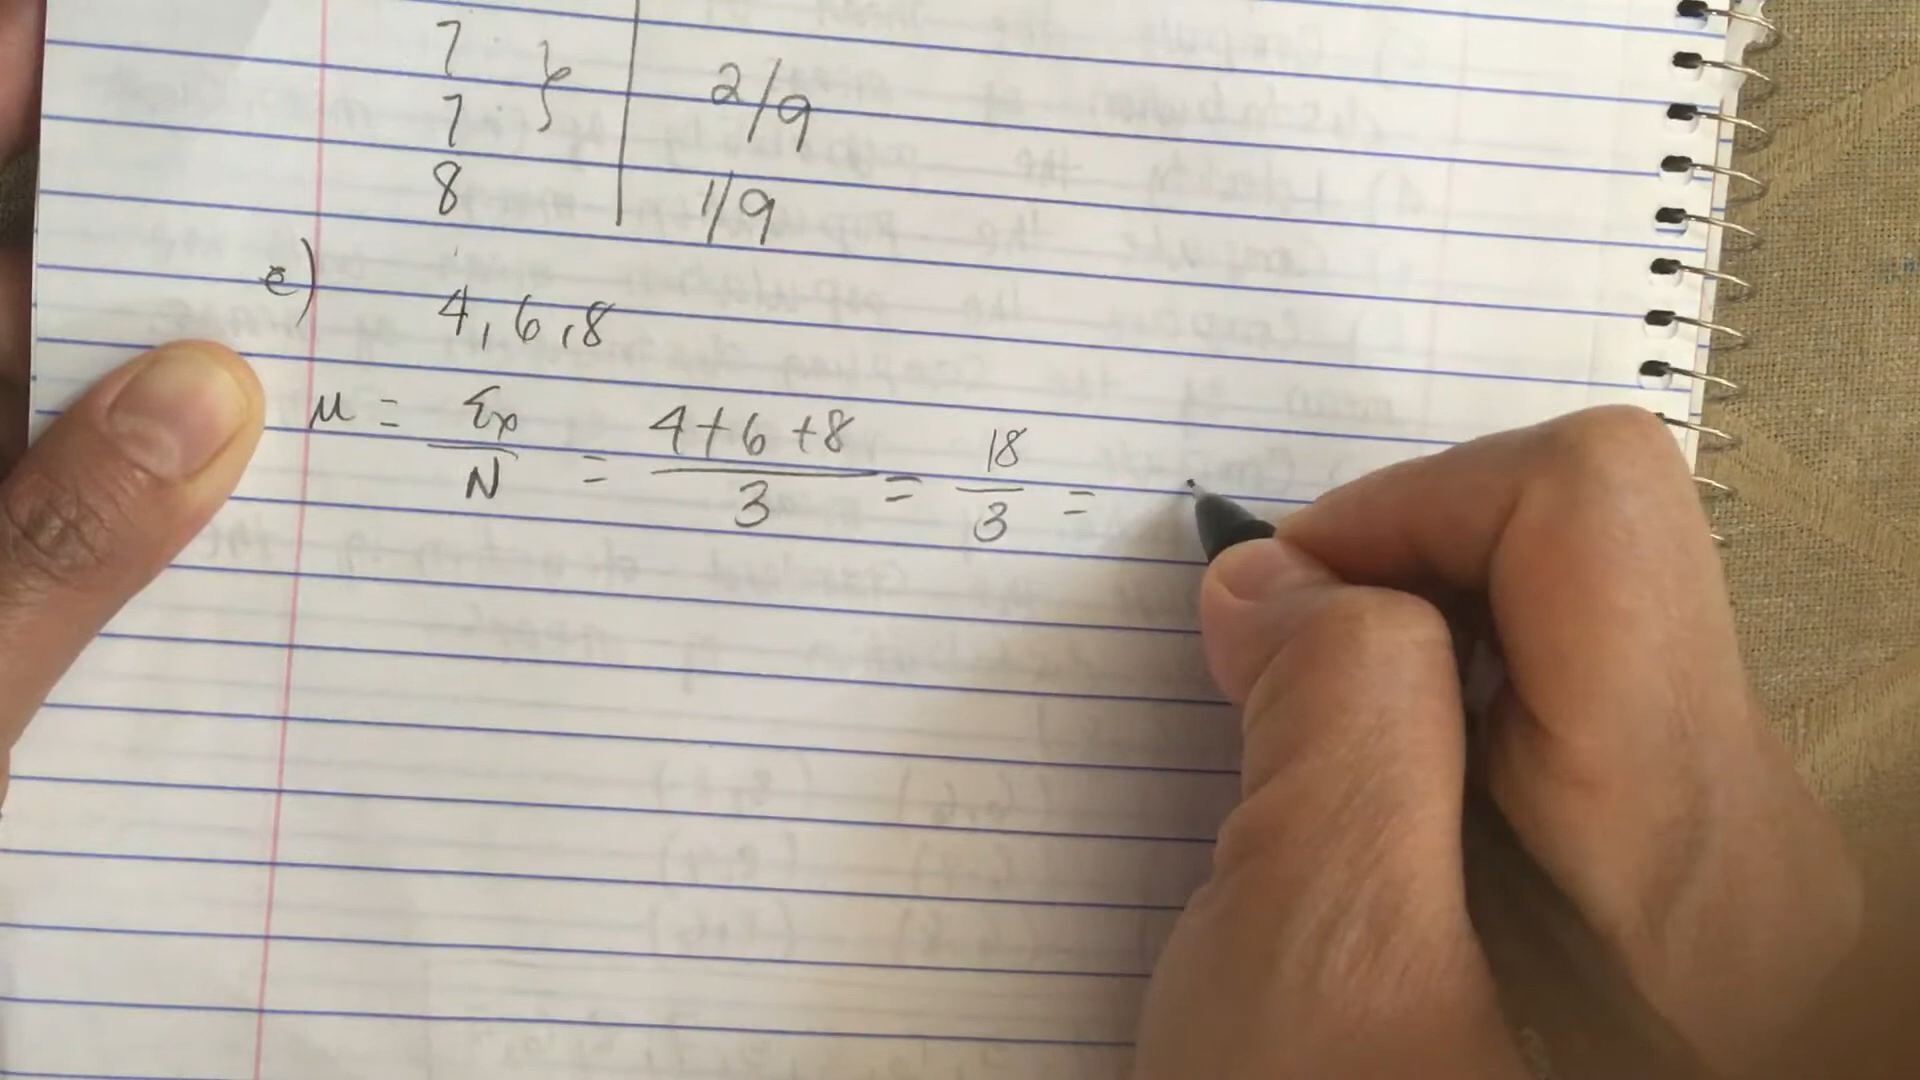 7
7 } 2/9
8 1/9
e) 4, 6, 8
μ = Σx/N = 4+6+8/3 = 18/3 =